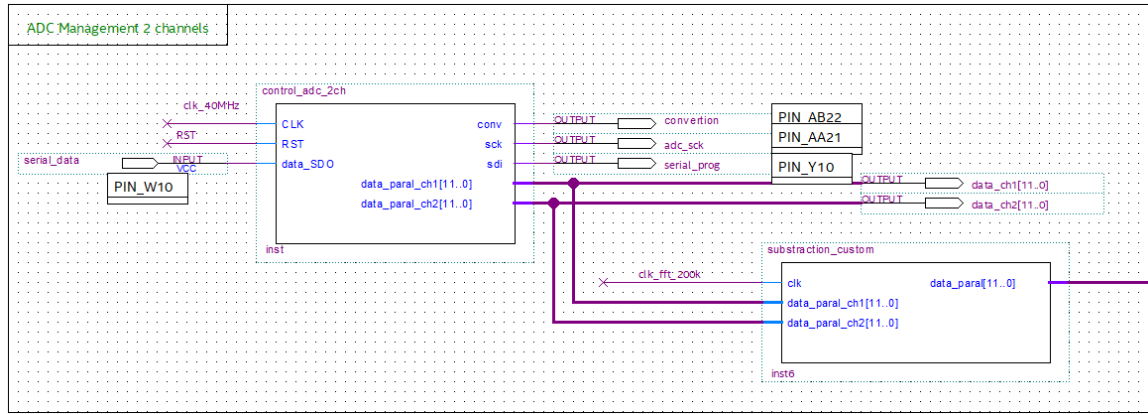 ADC Management 2 channels
control_adc_2ch
clk_40MHz
CLK
conv
OUTPUT
convertion
PIN_AB22
RST
RST
sck
OUTPUT
adc_sck
PIN_AA21
serial_data
INPUT
VCC
data_SDO
sdi
OUTPUT
serial_prog
PIN_Y10
PIN_W10
data_paral_ch1[11..0]
OUTPUT
data_ch1[11..0]
data_paral_ch2[11..0]
OUTPUT
data_ch2[11..0]
inst
substraction_custom
clk_fft_200k
clk
data_paral[11..0]
data_paral_ch1[11..0]
data_paral_ch2[11..0]
inst6